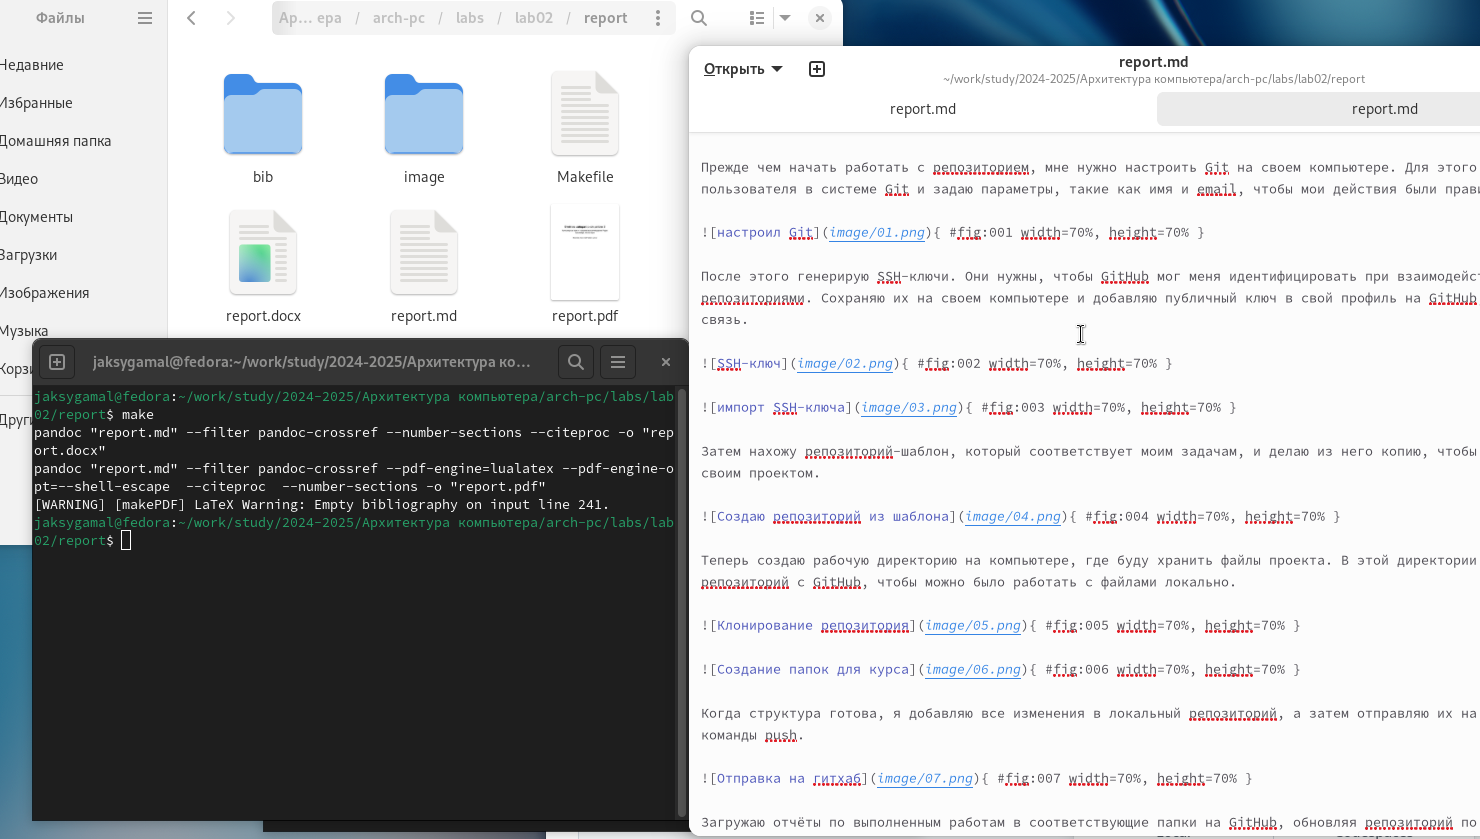 Файлы
Ар... ера / arch-pc / labs / lab02 / report
Недавние
Избранные
Домашняя папка
Видео
Документы
Загрузки
Изображения
Музыка
Корзи
Други
bib
image
Makefile
report.docx
report.md
report.pdf
jaksygamal@fedora:~/work/study/2024-2025/Архитектура ко...
jaksygamal@fedora:~/work/study/2024-2025/Архитектура компьютера/arch-pc/labs/lab
02/report$ make
pandoc "report.md" --filter pandoc-crossref --number-sections --citeproc -o "rep
ort.docx"
pandoc "report.md" --filter pandoc-crossref --pdf-engine=lualatex --pdf-engine-o
pt=--shell-escape  --citeproc  --number-sections -o "report.pdf"
[WARNING] [makePDF] LaTeX Warning: Empty bibliography on input line 241.
jaksygamal@fedora:~/work/study/2024-2025/Архитектура компьютера/arch-pc/labs/lab
02/report$
Открыть
report.md
~/work/study/2024-2025/Архитектура компьютера/arch-pc/labs/lab02/report
report.md
report.md
Прежде чем начать работать с репозиторием, мне нужно настроить Git на своем компьютере. Для этого
пользователя в системе Git и задаю параметры, такие как имя и email, чтобы мои действия были прави
![настроил Git](image/01.png){ #fig:001 width=70%, height=70% }
После этого генерирую SSH-ключи. Они нужны, чтобы GitHub мог меня идентифицировать при взаимодейст
репозиториями. Сохраняю их на своем компьютере и добавляю публичный ключ в свой профиль на GitHub
связь.
![SSH-ключ](image/02.png){ #fig:002 width=70%, height=70% }
![импорт SSH-ключа](image/03.png){ #fig:003 width=70%, height=70% }
Затем нахожу репозиторий-шаблон, который соответствует моим задачам, и делаю из него копию, чтобы
своим проектом.
![Создаю репозиторий из шаблона](image/04.png){ #fig:004 width=70%, height=70% }
Теперь создаю рабочую директорию на компьютере, где буду хранить файлы проекта. В этой директории
репозиторий с GitHub, чтобы можно было работать с файлами локально.
![Клонирование репозитория](image/05.png){ #fig:005 width=70%, height=70% }
![Создание папок для курса](image/06.png){ #fig:006 width=70%, height=70% }
Когда структура готова, я добавляю все изменения в локальный репозиторий, а затем отправляю их на
команды push.
![Отправка на гитхаб](image/07.png){ #fig:007 width=70%, height=70% }
Загружаю отчёты по выполненным работам в соответствующие папки на GitHub, обновляя репозиторий по